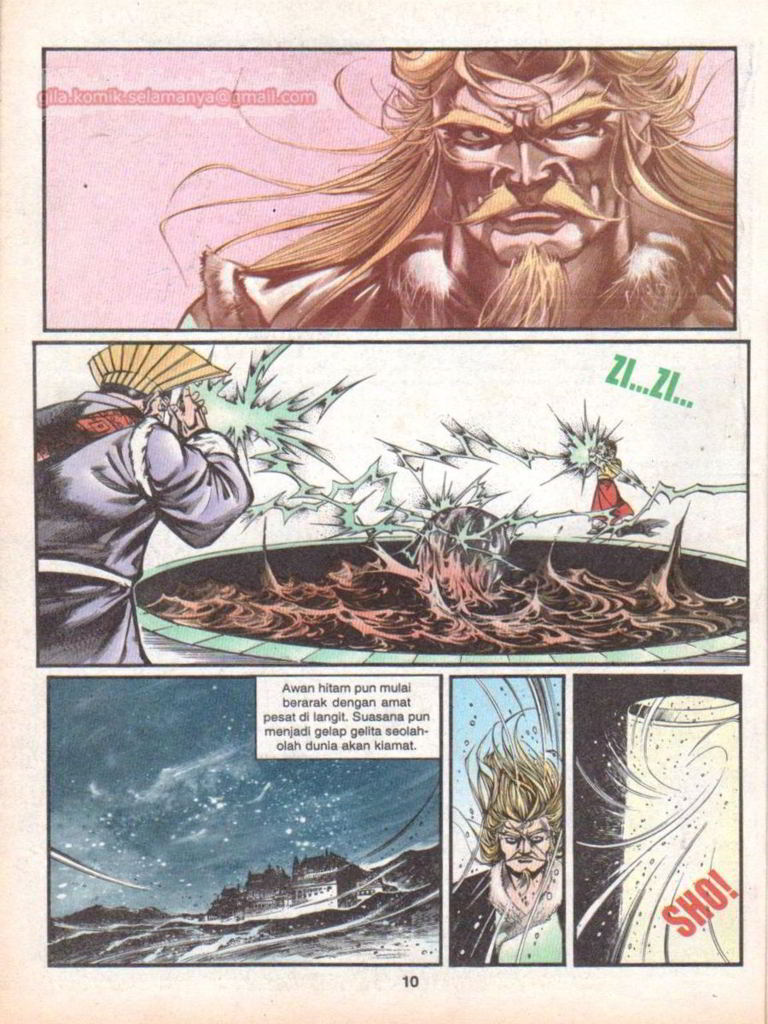 gila.komik.selamanya@gmail.com
ZI...ZI...
Awan hitam pun mulai
berarak dengan amat
pesat di langit. Suasana pun
menjadi gelap gelita seolah-
olah dunia akan kiamat.
SHO!
10